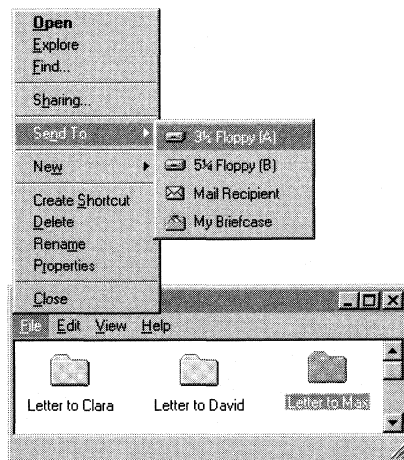 Open
Explore
Find...
Sharing...
Send To
3½ Floppy (A)
5¼ Floppy (B)
Mail Recipient
My Briefcase
New
Create Shortcut
Delete
Rename
Properties
Close
File Edit View Help
Letter to Clara Letter to David Letter to Max